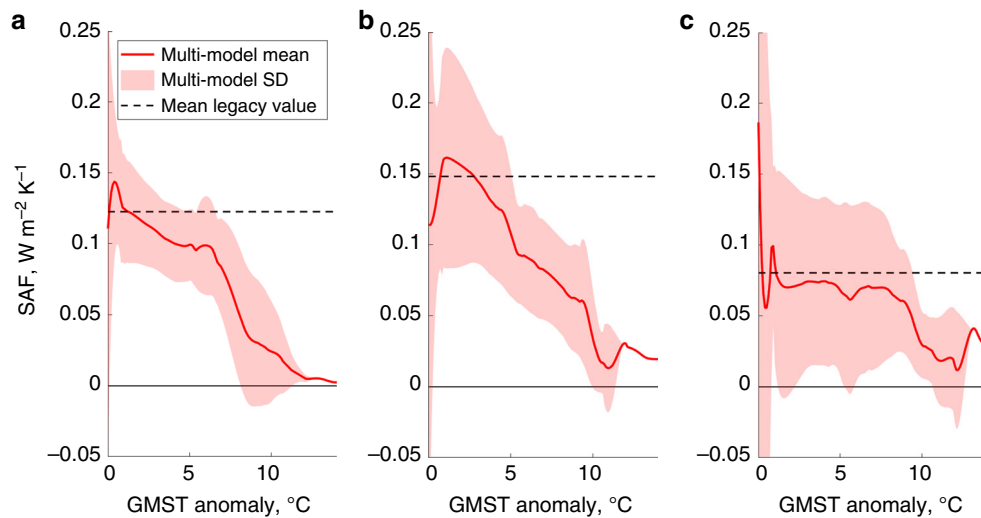 a
b
c
0.25
0.2
0.15
0.1
0.05
0
−0.05
SAF, W m−2 K−1
Multi-model mean
Multi-model SD
Mean legacy value
0 5 10
GMST anomaly, °C
0.25
0.2
0.15
0.1
0.05
0
−0.05
0 5 10
GMST anomaly, °C
0.25
0.2
0.15
0.1
0.05
0
−0.05
0 5 10
GMST anomaly, °C